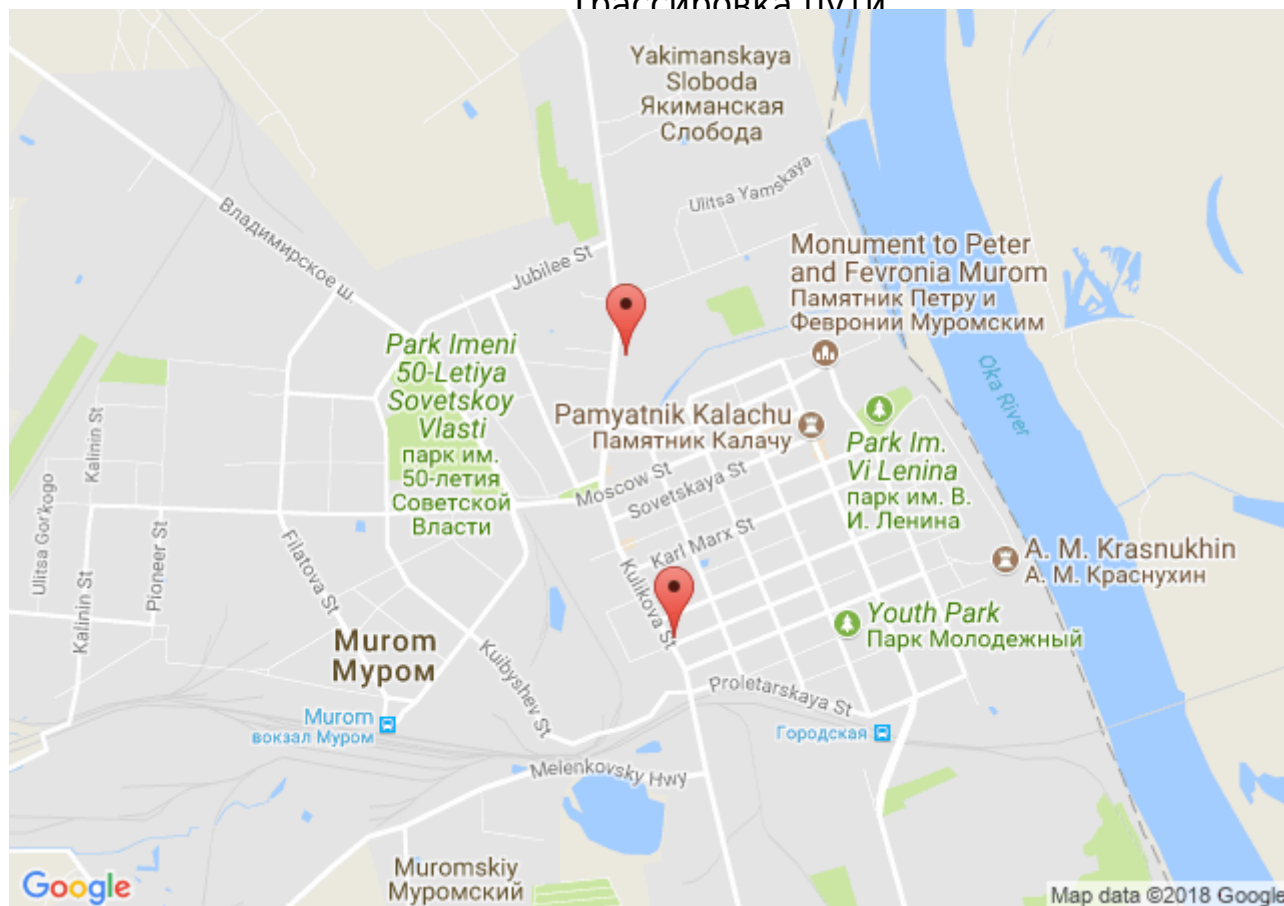 Трассировка пути
Yakimanskaya
Sloboda
Якиманская
Слобода
Ulitsa Yamskaya
Владимирское ш.
Jubilee St
Monument to Peter
and Fevronia Murom
Памятник Петру и
Февронии Муромским
Park Imeni
50-Letiya
Sovetskoy
Vlasti
парк им.
50-летия
Советской
Власти
Oka River
Pamyatnik Kalachu
Памятник Калачу
Park Im.
Vi Lenina
парк им. В.
И. Ленина
Kalinin St
Moscow St
Sovetskaya St
Karl Marx St
Ulitsa Gor'kogo
Pioneer St
Filatova St
Kalinin St
Kulikova St
A. M. Krasnukhin
А. М. Краснухин
Youth Park
Парк Молодежный
Murom
Муром
Kuibyshev St
Proletarskaya St
Murom
вокзал Муром
Городская
Melenkovsky Hwy
Muromskiy
Муромский
Google
Map data ©2018 Google